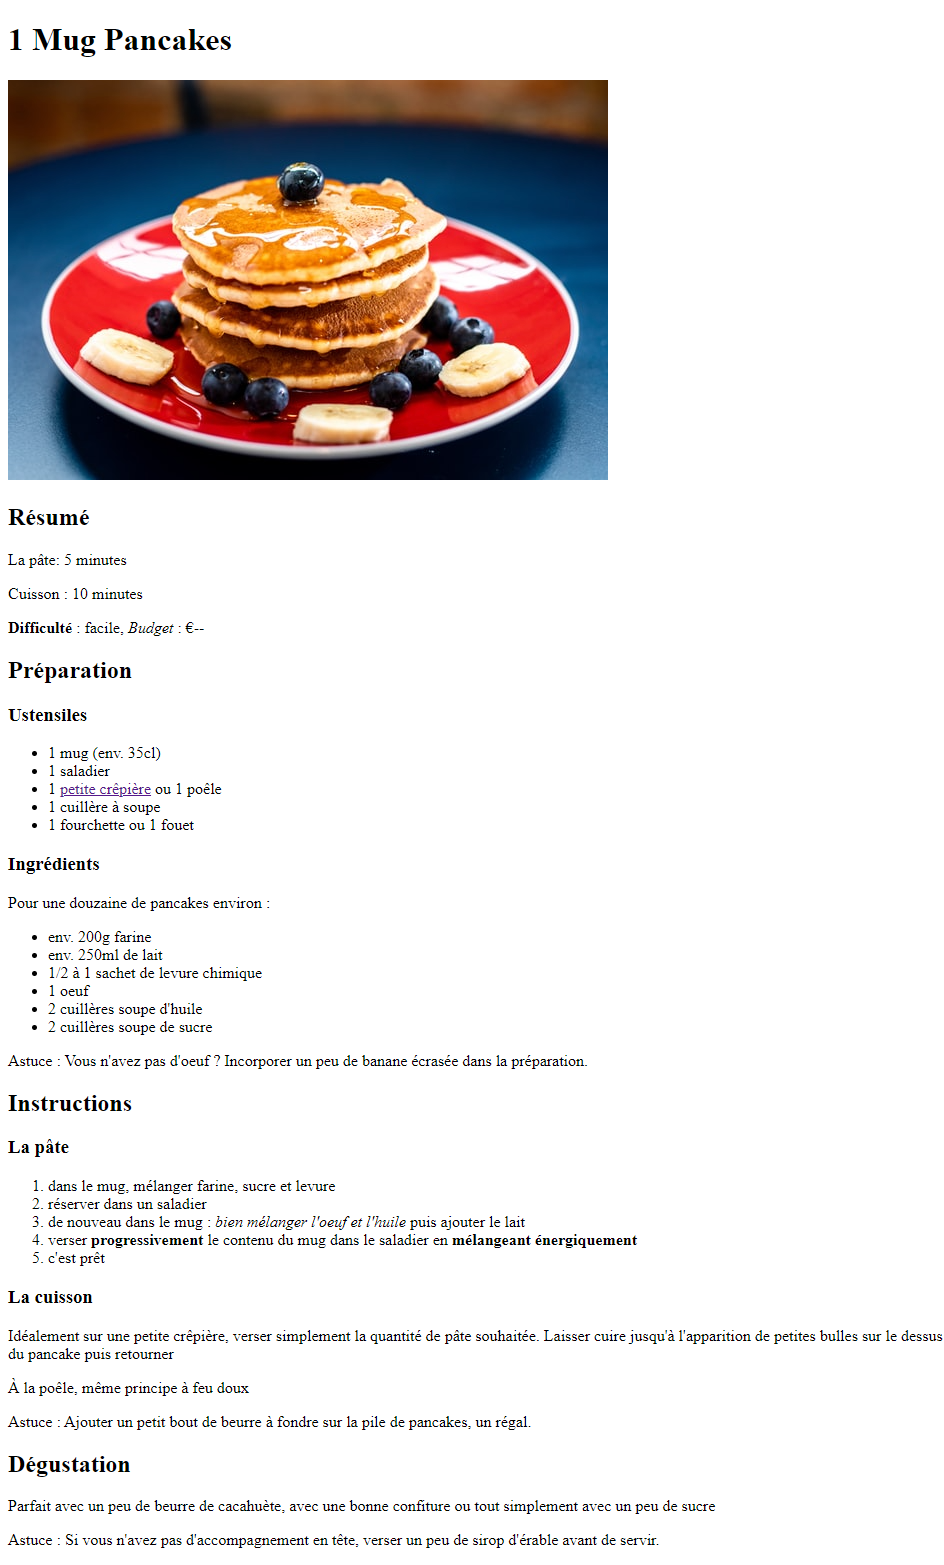 1 Mug Pancakes
Résumé
La pâte: 5 minutes
Cuisson : 10 minutes
Difficulté : facile, Budget : €--
Préparation
Ustensiles
1 mug (env. 35cl)
1 saladier
1 petite crêpière ou 1 poêle
1 cuillère à soupe
1 fourchette ou 1 fouet
Ingrédients
Pour une douzaine de pancakes environ :
env. 200g farine
env. 250ml de lait
1/2 à 1 sachet de levure chimique
1 oeuf
2 cuillères soupe d'huile
2 cuillères soupe de sucre
Astuce : Vous n'avez pas d'oeuf ? Incorporer un peu de banane écrasée dans la préparation.
Instructions
La pâte
1. dans le mug, mélanger farine, sucre et levure
2. réserver dans un saladier
3. de nouveau dans le mug : bien mélanger l'oeuf et l'huile puis ajouter le lait
4. verser progressivement le contenu du mug dans le saladier en mélangeant énergiquement
5. c'est prêt
La cuisson
Idéalement sur une petite crêpière, verser simplement la quantité de pâte souhaitée. Laisser cuire jusqu'à l'apparition de petites bulles sur le dessus
du pancake puis retourner
À la poêle, même principe à feu doux
Astuce : Ajouter un petit bout de beurre à fondre sur la pile de pancakes, un régal.
Dégustation
Parfait avec un peu de beurre de cacahuète, avec une bonne confiture ou tout simplement avec un peu de sucre
Astuce : Si vous n'avez pas d'accompagnement en tête, verser un peu de sirop d'érable avant de servir.